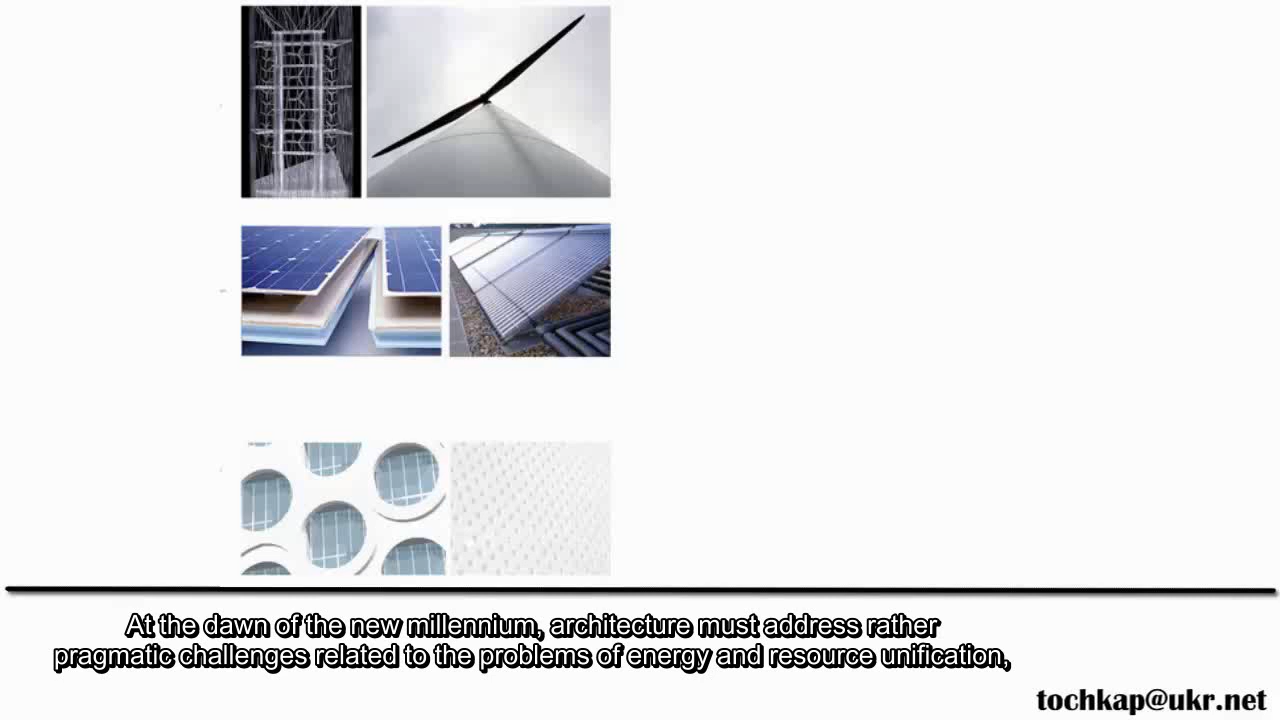 At the dawn of the new millennium, architecture must address rather
pragmatic challenges related to the problems of energy and resource unification,
tochkap@ukr.net